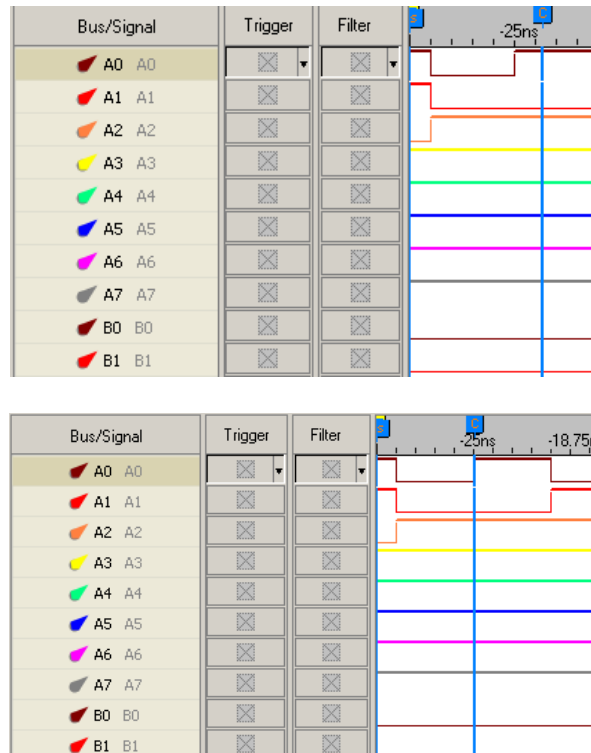 C
s
Bus/Signal Trigger Filter -25ns
A0 A0
A1 A1
A2 A2
A3 A3
A4 A4
A5 A5
A6 A6
A7 A7
B0 B0
B1 B1
C
s
Bus/Signal Trigger Filter -25ns -18.75
A0 A0
A1 A1
A2 A2
A3 A3
A4 A4
A5 A5
A6 A6
A7 A7
B0 B0
B1 B1